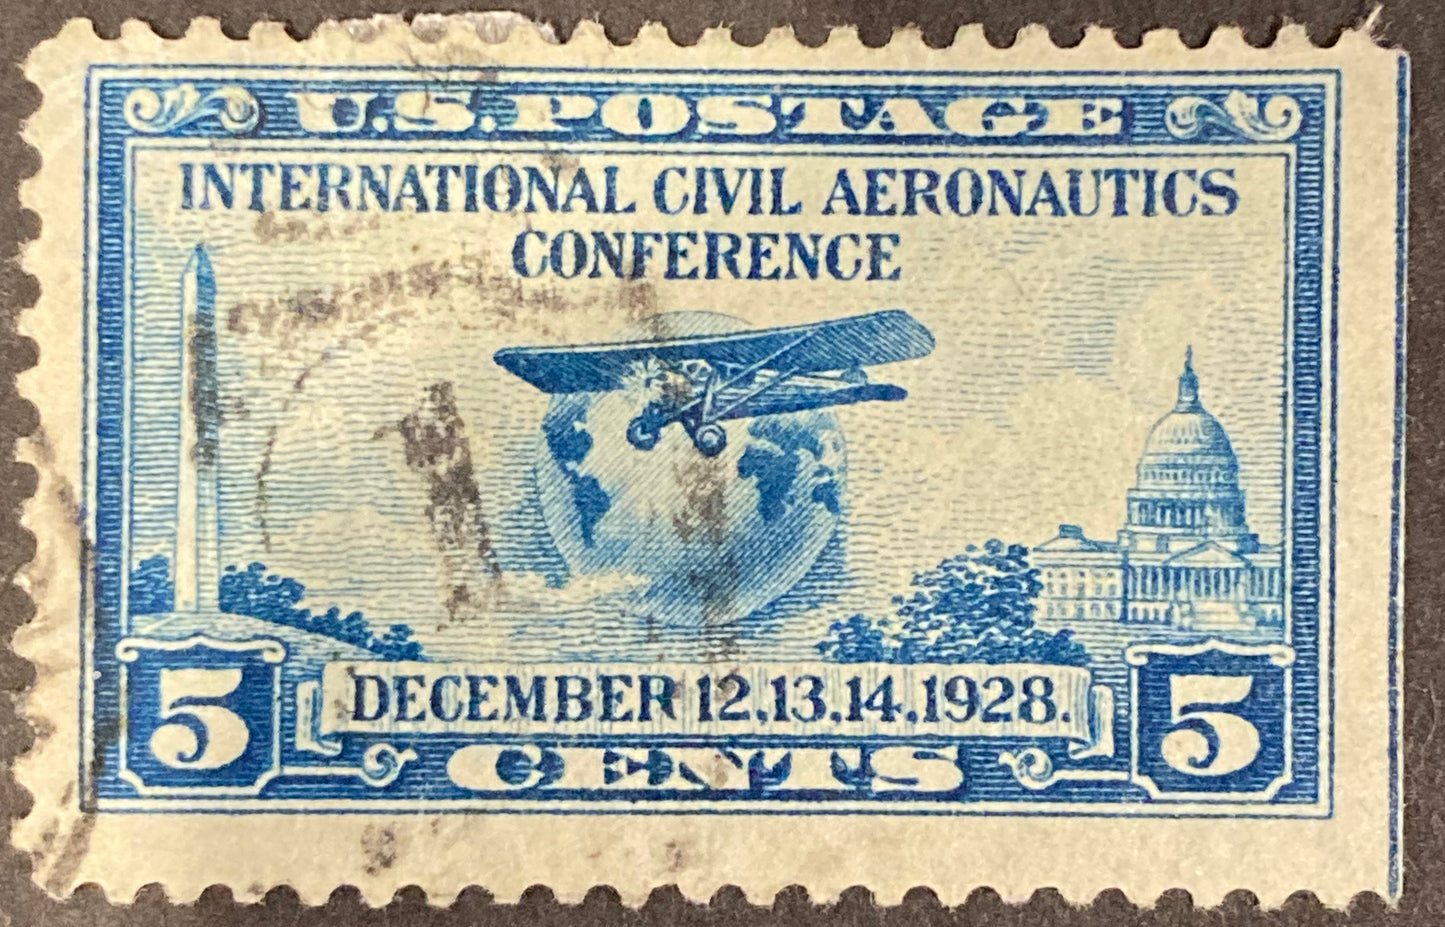 U.S. POSTAGE
INTERNATIONAL CIVIL AERONAUTICS
CONFERENCE
DECEMBER 12,13,14,1928.
5 CENTS 5